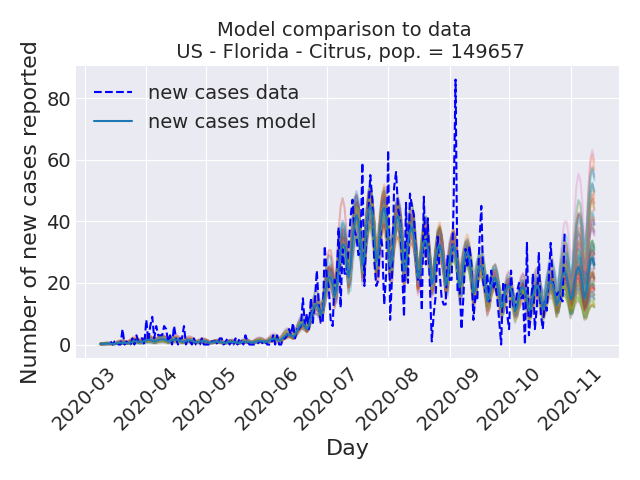 Model comparison to data
US - Florida - Citrus, pop. = 149657
Number of new cases reported
80
60
40
20
0
new cases data
new cases model
2020-03
2020-04
2020-05
2020-06
2020-07
2020-08
2020-09
2020-10
2020-11
Day